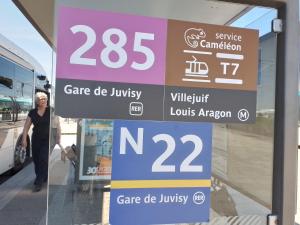 285
service
Caméléon
T7
Gare de Juvisy
RER
Villejuif
Louis Aragon M
N 22
Gare de Juvisy RER